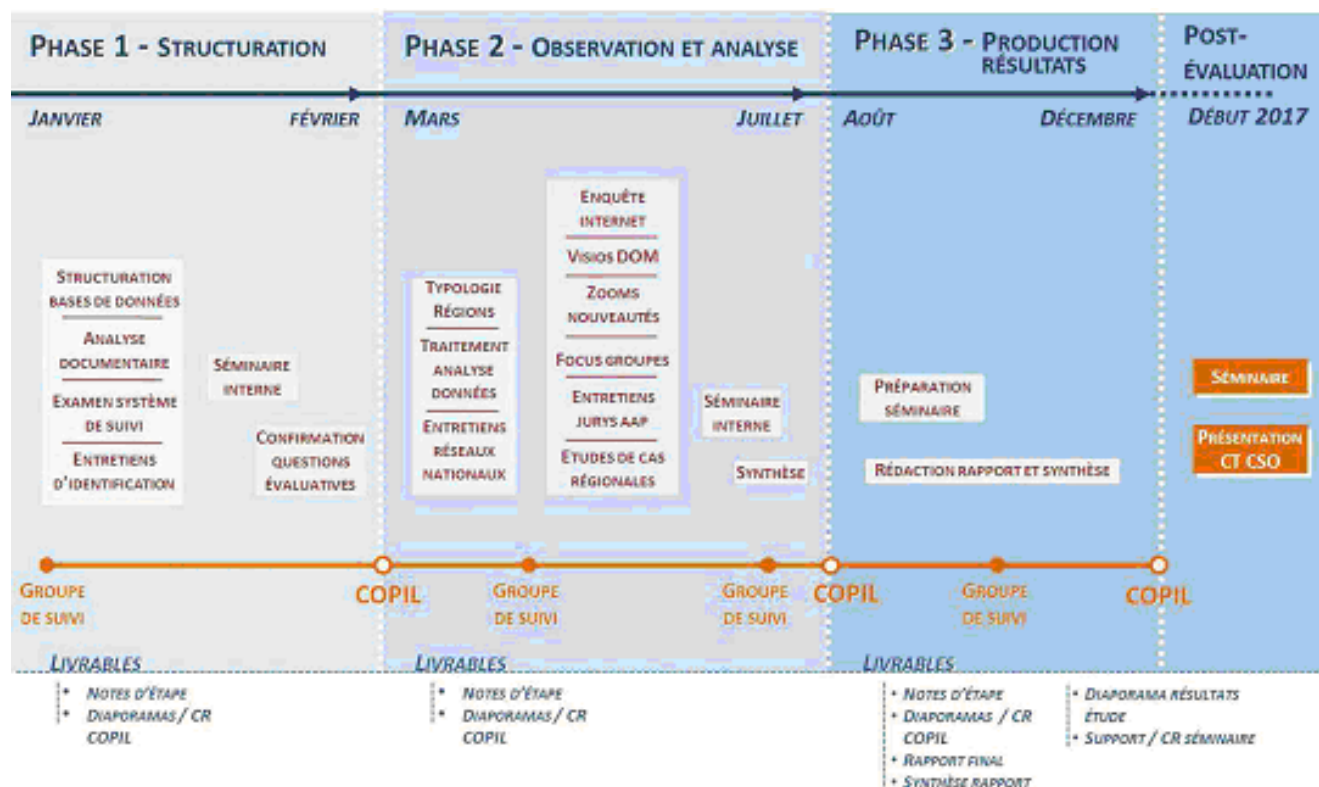 PHASE 1 - STRUCTURATION
PHASE 2 - OBSERVATION ET ANALYSE
PHASE 3 - PRODUCTION
RÉSULTATS
POST-
ÉVALUATION
JANVIER
FÉVRIER
MARS
JUILLET
AOÛT
DÉCEMBRE
DÉBUT 2017
STRUCTURATION
BASES DE DONNÉES
ANALYSE
DOCUMENTAIRE
EXAMEN SYSTÈME
DE SUIVI
ENTRETIENS
D'IDENTIFICATION
SÉMINAIRE
INTERNE
CONFIRMATION
QUESTIONS
ÉVALUATIVES
TYPOLOGIE
RÉGIONS
TRAITEMENT
ANALYSE
DONNÉES
ENTRETIENS
RÉSEAUX
NATIONAUX
ENQUÊTE
INTERNET
VISIOS DOM
ZOOMS
NOUVEAUTÉS
FOCUS GROUPES
ENTRETIENS
JURYS AAP
ETUDES DE CAS
RÉGIONALES
SÉMINAIRE
INTERNE
SYNTHÈSE
PRÉPARATION
SÉMINAIRE
RÉDACTION RAPPORT ET SYNTHÈSE
SÉMINAIRE
PRÉSENTATION
CT CSO
GROUPE
DE SUIVI
COPIL
GROUPE
DE SUIVI
GROUPE
DE SUIVI
COPIL
GROUPE
DE SUIVI
COPIL
LIVRABLES
• NOTES D'ÉTAPE
• DIAPORAMAS / CR
COPIL
LIVRABLES
• NOTES D'ÉTAPE
• DIAPORAMAS / CR
COPIL
LIVRABLES
• NOTES D'ÉTAPE
• DIAPORAMAS / CR
COPIL
• RAPPORT FINAL
• SYNTHÈSE RAPPORT
• DIAPORAMA RÉSULTATS
ÉTUDE
• SUPPORT / CR SÉMINAIRE